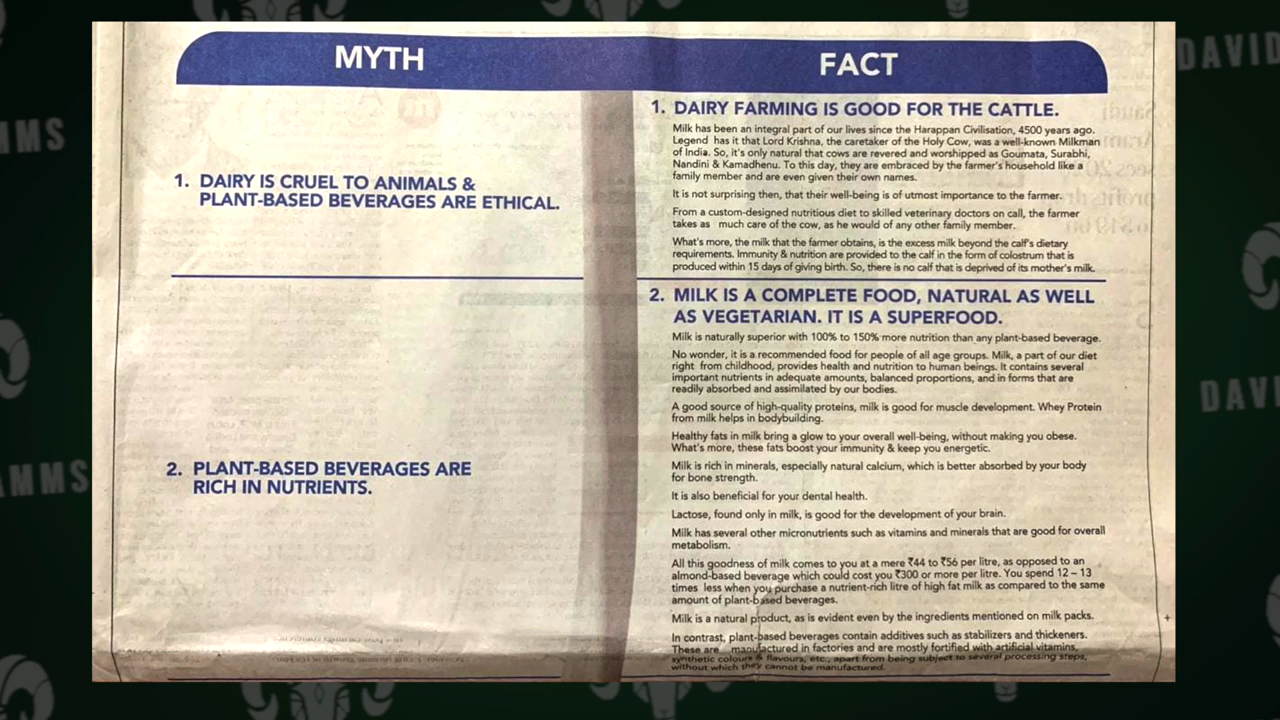 MYTH
FACT
1. DAIRY IS CRUEL TO ANIMALS &
PLANT-BASED BEVERAGES ARE ETHICAL.
1. DAIRY FARMING IS GOOD FOR THE CATTLE.
Milk has been an integral part of our lives since the Harappan Civilisation, 4500 years ago.
Legend has it that Lord Krishna, the caretaker of the Holy Cow, was a well-known Milkman
of India. So, it's only natural that cows are revered and worshipped as Goumata, Surabhi,
Nandini & Kamadhenu. To this day, they are embraced by the farmer's household like a
family member and are even given their own names.
It is not surprising then, that their well-being is of utmost importance to the farmer.
From a custom-designed nutritious diet to skilled veterinary doctors on call, the farmer
takes as much care of the cow, as he would of any other family member.
What's more, the milk that the farmer obtains, is the excess milk beyond the calf's dietary
requirements. Immunity & nutrition are provided to the calf in the form of colostrum that is
produced within 15 days of giving birth. So, there is no calf that is deprived of its mother's milk.
2. PLANT-BASED BEVERAGES ARE
RICH IN NUTRIENTS.
2. MILK IS A COMPLETE FOOD, NATURAL AS WELL
AS VEGETARIAN. IT IS A SUPERFOOD.
Milk is naturally superior with 100% to 150% more nutrition than any plant-based beverage.
No wonder, it is a recommended food for people of all age groups. Milk, a part of our diet
right from childhood, provides health and nutrition to human beings. It contains several
important nutrients in adequate amounts, balanced proportions, and in forms that are
readily absorbed and assimilated by our bodies.
A good source of high-quality proteins, milk is good for muscle development. Whey Protein
from milk helps in bodybuilding.
Healthy fats in milk bring a glow to your overall well-being, without making you obese.
What's more, these fats boost your immunity & keep you energetic.
Milk is rich in minerals, especially natural calcium, which is better absorbed by your body
for bone strength.
It is also beneficial for your dental health.
Lactose, found only in milk, is good for the development of your brain.
Milk has several other micronutrients such as vitamins and minerals that are good for overall
metabolism.
All this goodness of milk comes to you at a mere ₹44 to ₹56 per litre, as opposed to an
almond-based beverage which could cost you ₹300 or more per litre. You spend 12 – 13
times less when you purchase a nutrient-rich litre of high fat milk as compared to the same
amount of plant-based beverages.
Milk is a natural product, as is evident even by the ingredients mentioned on milk packs.
In contrast, plant-based beverages contain additives such as stabilizers and thickeners.
These are manufactured in factories and are mostly fortified with artificial vitamins,
synthetic colours & flavours, etc., apart from being subject to several processing steps,
without which they cannot be manufactured.
DAVID
MMS
DAVI
AMMS